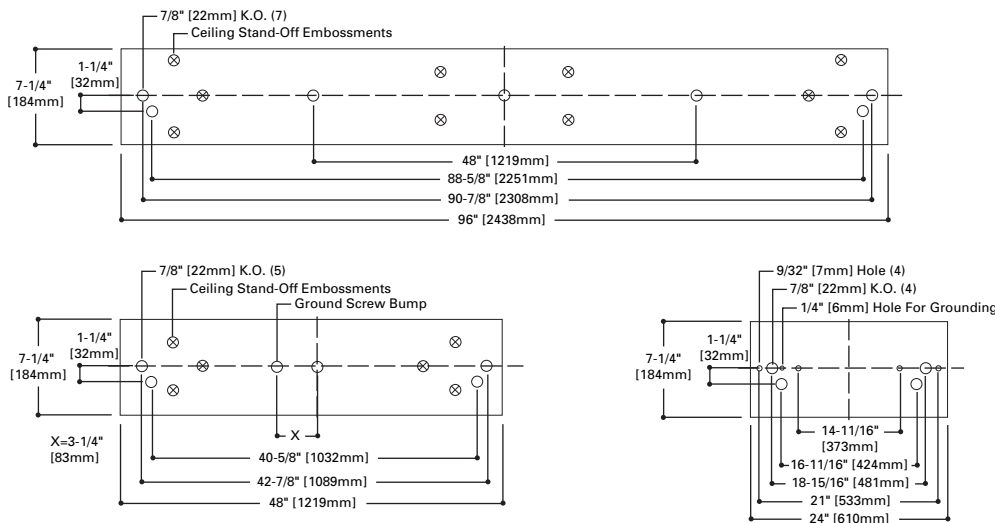 7/8" [22mm] K.O. (7)
Ceiling Stand-Off Embossments
1-1/4"
[32mm]
7-1/4"
[184mm]
48" [1219mm]
88-5/8" [2251mm]
90-7/8" [2308mm]
96" [2438mm]
7/8" [22mm] K.O. (5)
Ceiling Stand-Off Embossments
Ground Screw Bump
1-1/4"
[32mm]
7-1/4"
[184mm]
X
X=3-1/4"
[83mm]
40-5/8" [1032mm]
42-7/8" [1089mm]
48" [1219mm]
9/32" [7mm] Hole (4)
7/8" [22mm] K.O. (4)
1/4" [6mm] Hole For Grounding
1-1/4"
[32mm]
7-1/4"
[184mm]
14-11/16"
[373mm]
16-11/16" [424mm]
18-15/16" [481mm]
21" [533mm]
24" [610mm]